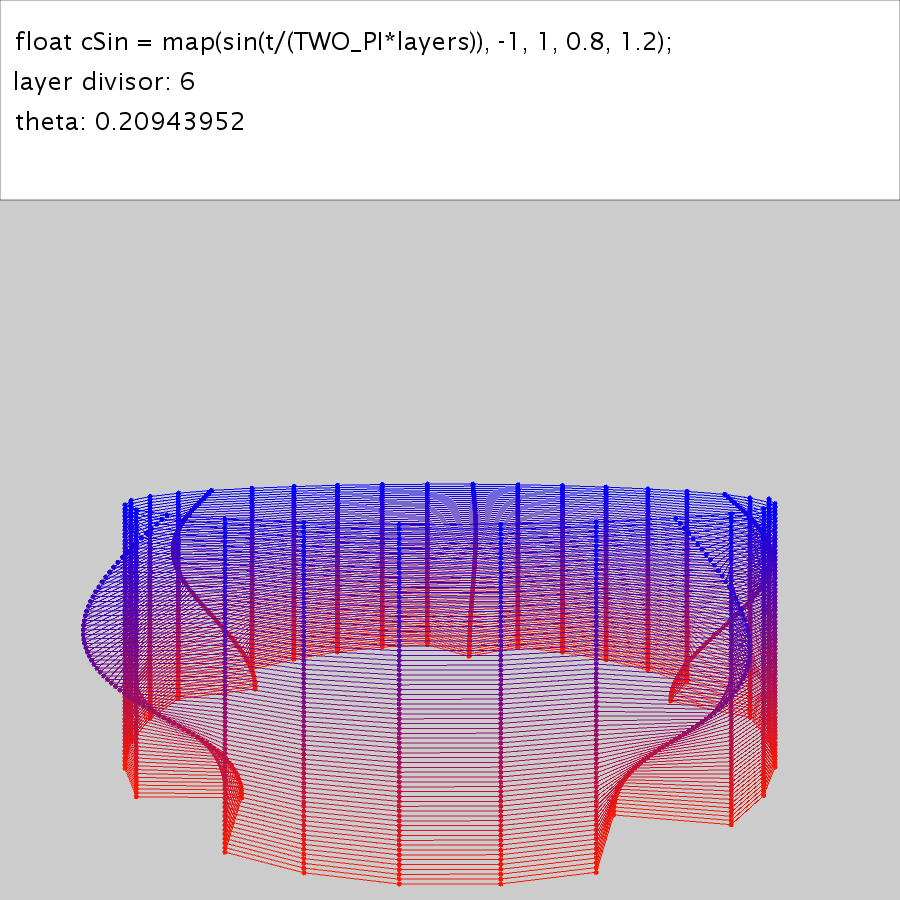 float cSin = map(sin(t/(TWO_PI*layers)), -1, 1, 0.8, 1.2);
layer divisor: 6
theta: 0.20943952